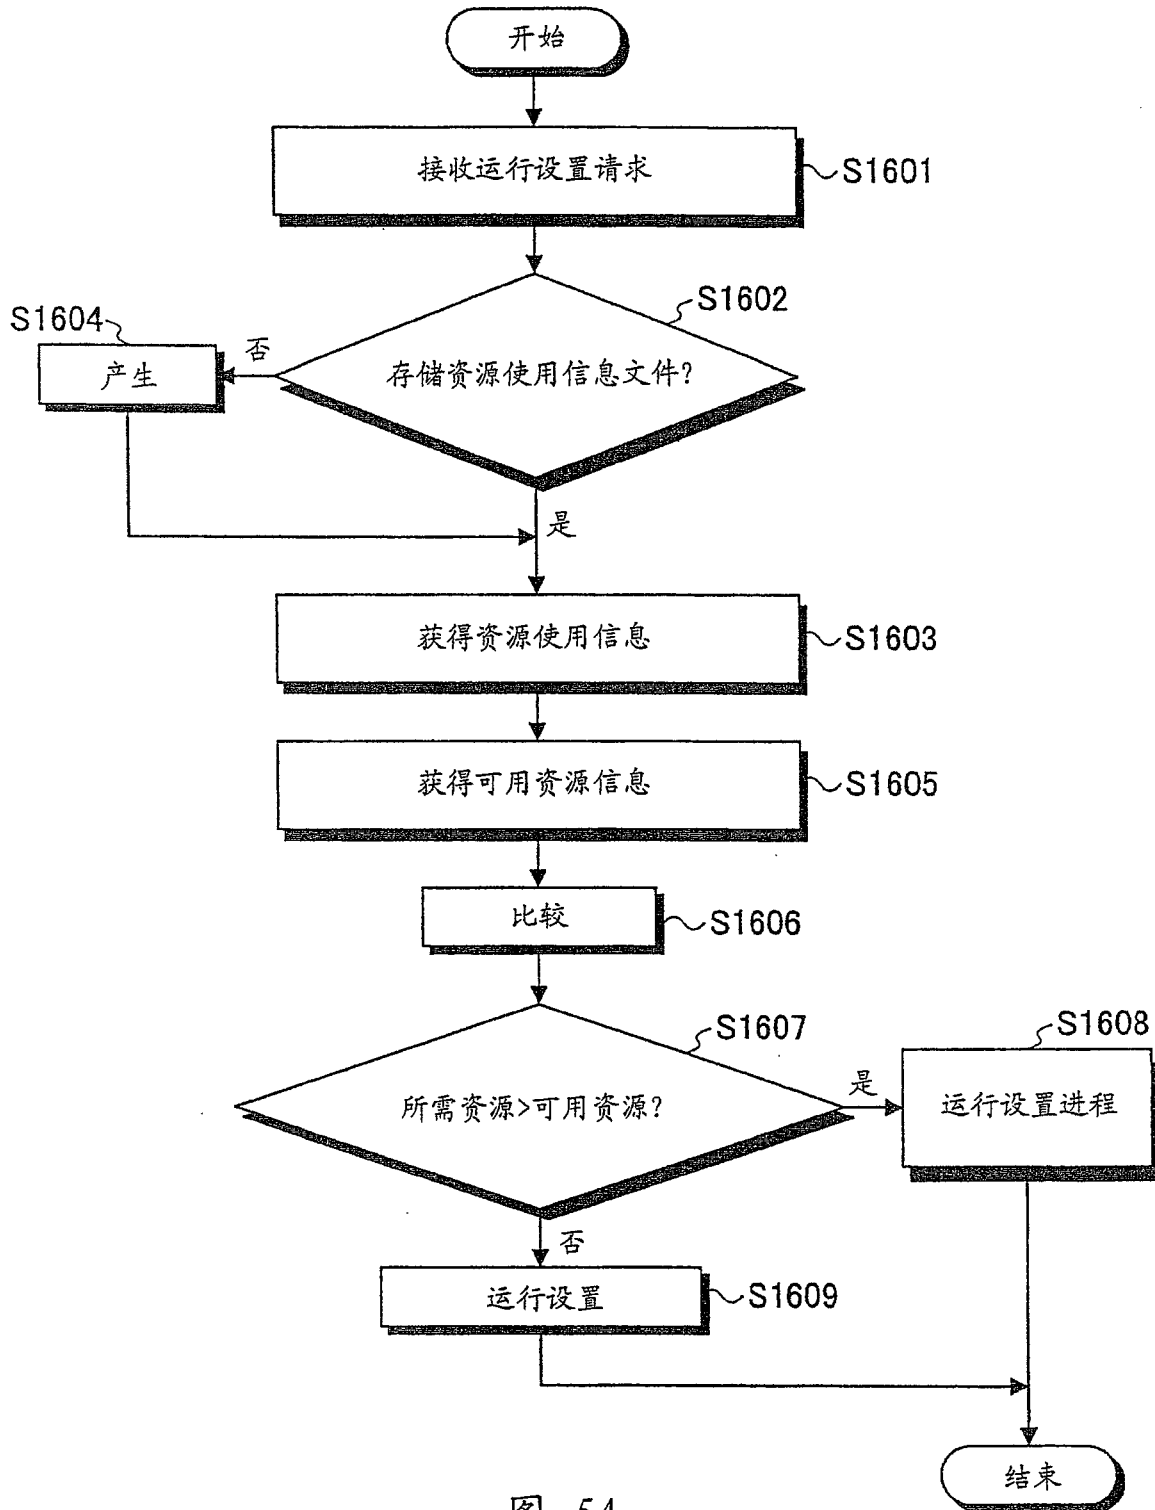 开始
接收运行设置请求
S1601
S1602
存储资源使用信息文件?
否
S1604
产生
是
获得资源使用信息
S1603
获得可用资源信息
S1605
比较
S1606
S1607
所需资源>可用资源?
是
S1608
运行设置进程
否
运行设置
S1609
结束
图 54